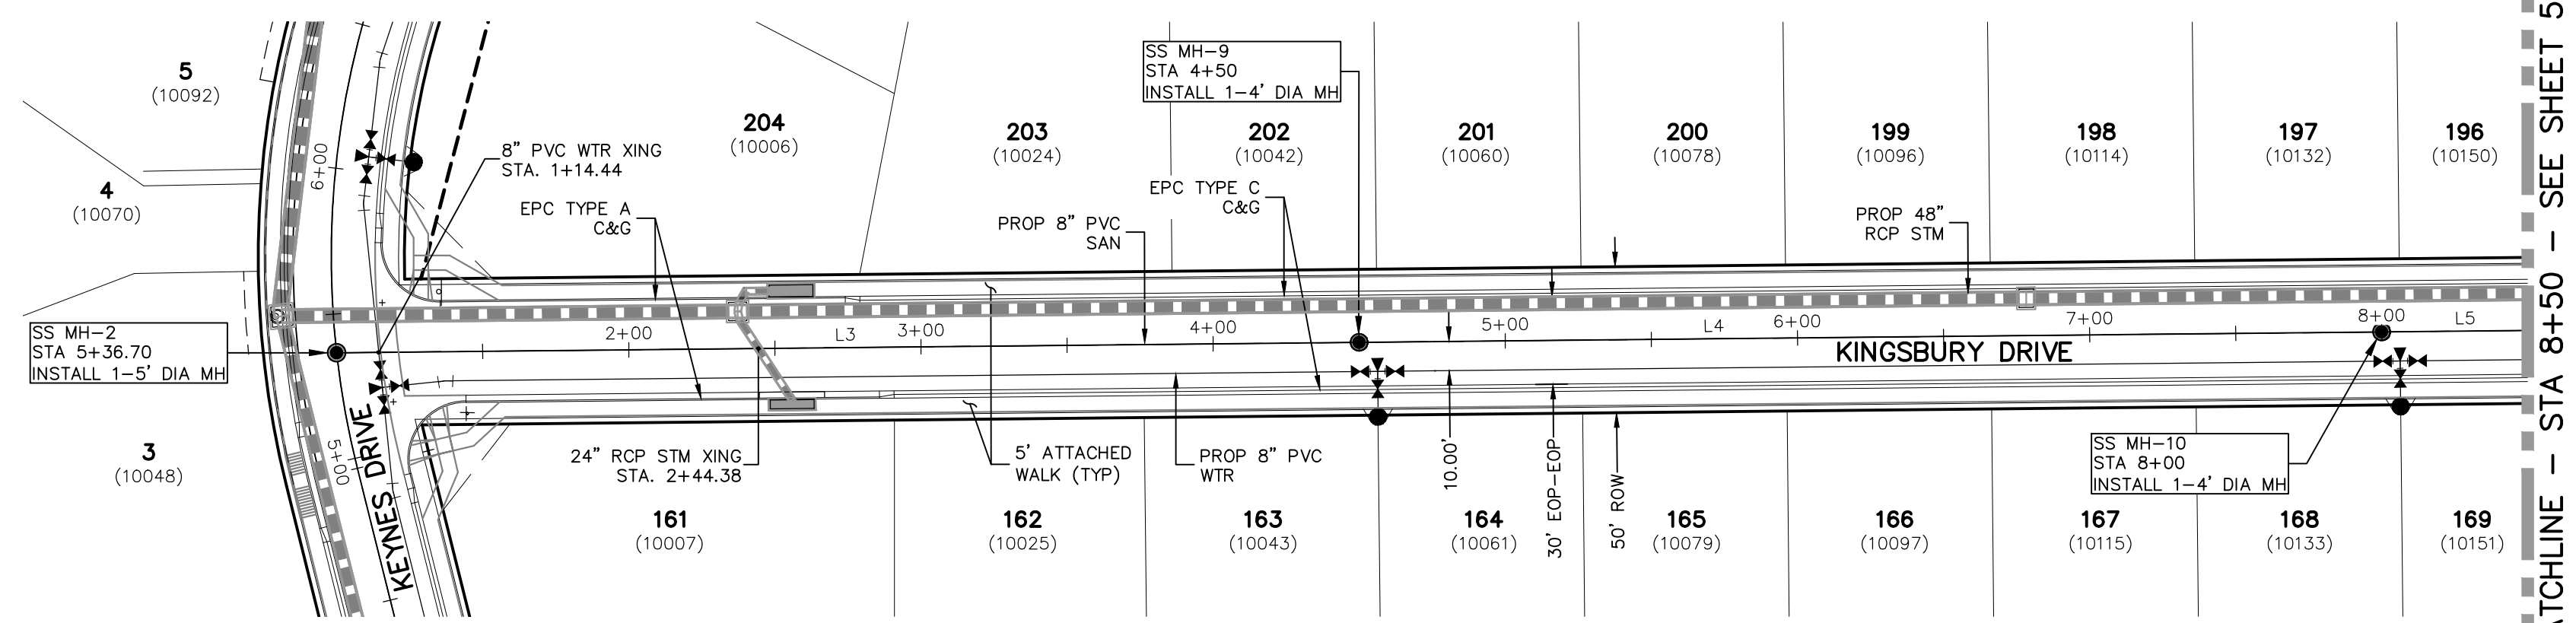 5
(10092)
4
(10070)
3
(10048)
SS MH-2
STA 5+36.70
INSTALL 1-5' DIA MH
6+00
5+00
KEYNES DRIVE
8" PVC WTR XING
STA. 1+14.44
EPC TYPE A
C&G
204
(10006)
203
(10024)
PROP 8" PVC
SAN
SS MH-9
STA 4+50
INSTALL 1-4' DIA MH
202
(10042)
EPC TYPE C
C&G
201
(10060)
200
(10078)
199
(10096)
PROP 48"
RCP STM
198
(10114)
197
(10132)
196
(10150)
2+00
L3
3+00
4+00
5+00
L4
6+00
7+00
8+00
L5
KINGSBURY DRIVE
24" RCP STM XING
STA. 2+44.38
5' ATTACHED
WALK (TYP)
PROP 8" PVC
WTR
10.00'
30' EOP-EOP
50' ROW
SS MH-10
STA 8+00
INSTALL 1-4' DIA MH
161
(10007)
162
(10025)
163
(10043)
164
(10061)
165
(10079)
166
(10097)
167
(10115)
168
(10133)
169
(10151)
ATCHLINE - STA 8+50 - SEE SHEET 5